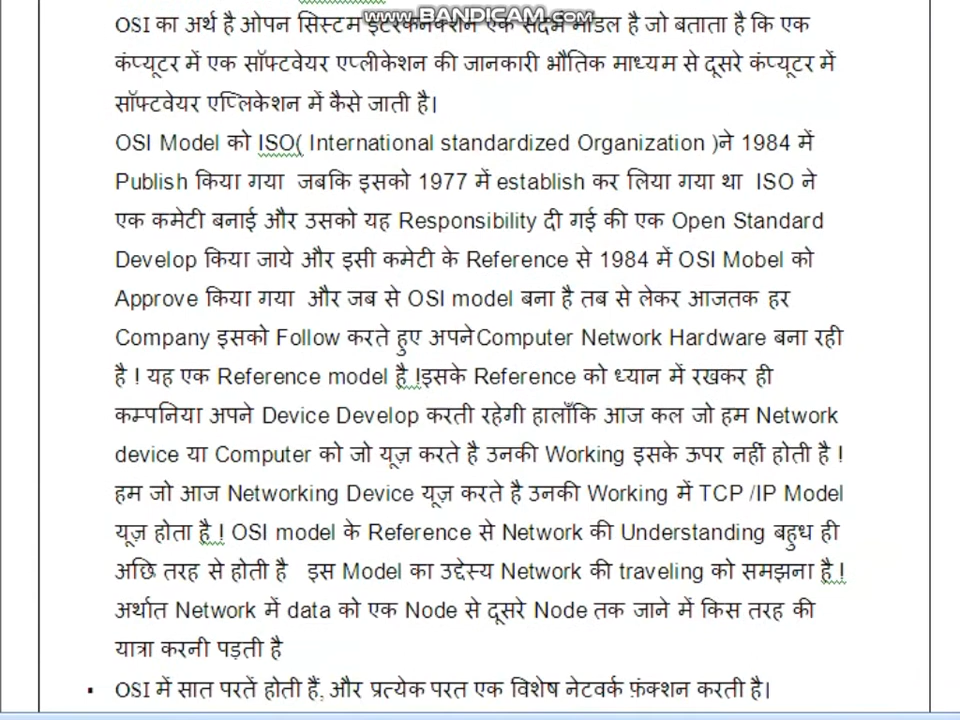 www.BANDICAM.com
OSI का अर्थ है ओपन सिस्टम इंटरकनेक्शन एक संदर्भ मॉडल है जो बताता है कि एक
कंप्यूटर में एक सॉफ्टवेयर एप्लीकेशन की जानकारी भौतिक माध्यम से दूसरे कंप्यूटर में
सॉफ्टवेयर एप्लिकेशन में कैसे जाती है।
OSI Model को ISO( International standardized Organization )ने 1984 में
Publish किया गया जबकि इसको 1977 में establish कर लिया गया था ISO ने
एक कमेटी बनाई और उसको यह Responsibility दी गई की एक Open Standard
Develop किया जाये और इसी कमेटी के Reference से 1984 में OSI Mobel को
Approve किया गया और जब से OSI model बना है तब से लेकर आजतक हर
Company इसको Follow करते हुए अपनेComputer Network Hardware बना रही
है ! यह एक Reference model है !इसके Reference को ध्यान में रखकर ही
कम्पनिया अपने Device Develop करती रहेगी हालाँकि आज कल जो हम Network
device या Computer को जो यूज़ करते है उनकी Working इसके ऊपर नहीं होती है !
हम जो आज Networking Device यूज़ करते है उनकी Working में TCP /IP Model
यूज़ होता है ! OSI model के Reference से Network की Understanding बहुध ही
अछि तरह से होती है इस Model का उद्देस्य Network की traveling को समझना है !
अर्थात Network में data को एक Node से दूसरे Node तक जाने में किस तरह की
यात्रा करनी पड़ती है
▪ OSI में सात परतें होती हैं, और प्रत्येक परत एक विशेष नेटवर्क फ़ंक्शन करती है।